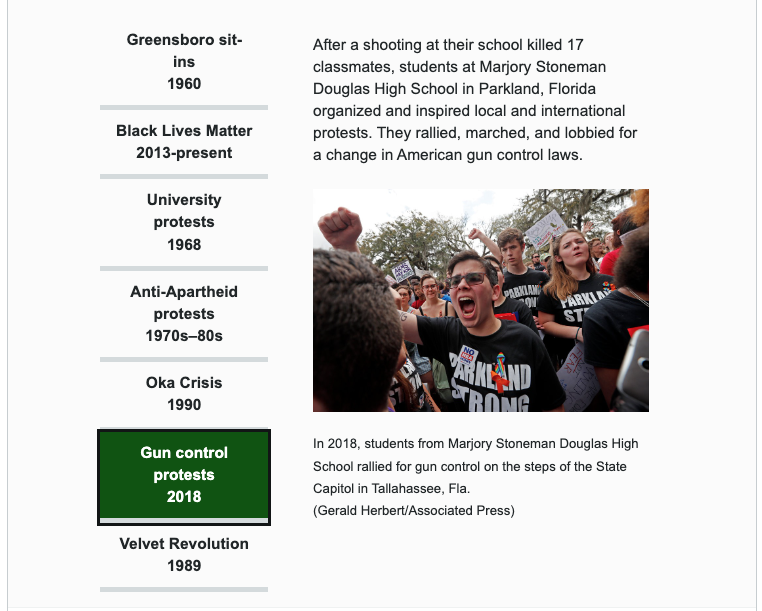 Greensboro sit-
ins
1960
Black Lives Matter
2013-present
University
protests
1968
Anti-Apartheid
protests
1970s–80s
Oka Crisis
1990
Gun control
protests
2018
Velvet Revolution
1989
After a shooting at their school killed 17
classmates, students at Marjory Stoneman
Douglas High School in Parkland, Florida
organized and inspired local and international
protests. They rallied, marched, and lobbied for
a change in American gun control laws.
PARKLAND
PARKLAND
ST
NO
PARKLAND
STRONG
In 2018, students from Marjory Stoneman Douglas High
School rallied for gun control on the steps of the State
Capitol in Tallahassee, Fla.
(Gerald Herbert/Associated Press)